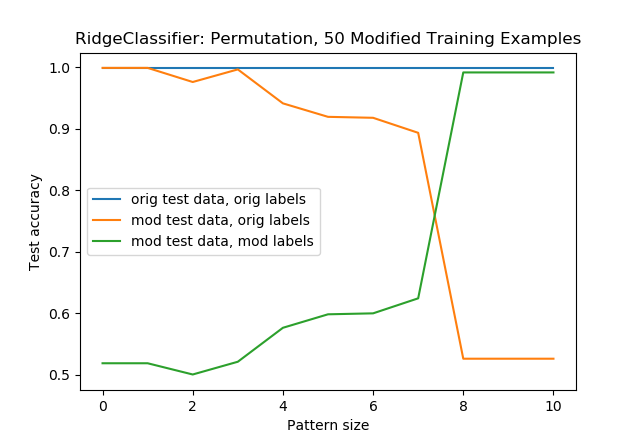 RidgeClassifier: Permutation, 50 Modified Training Examples
1.0
0.9
0.8
0.7
0.6
0.5
Test accuracy
orig test data, orig labels
mod test data, orig labels
mod test data, mod labels
0 2 4 6 8 10
Pattern size